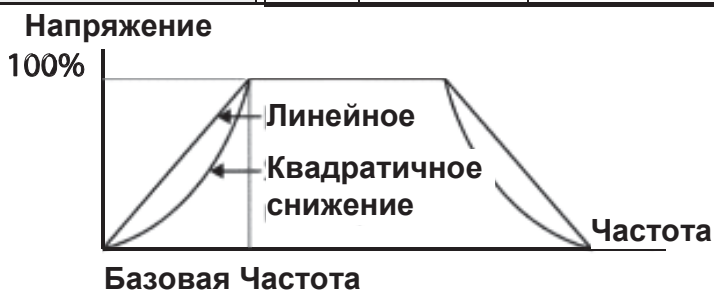 Напряжение
100%
Линейное
Квадратичное
снижение
Частота
Базовая Частота